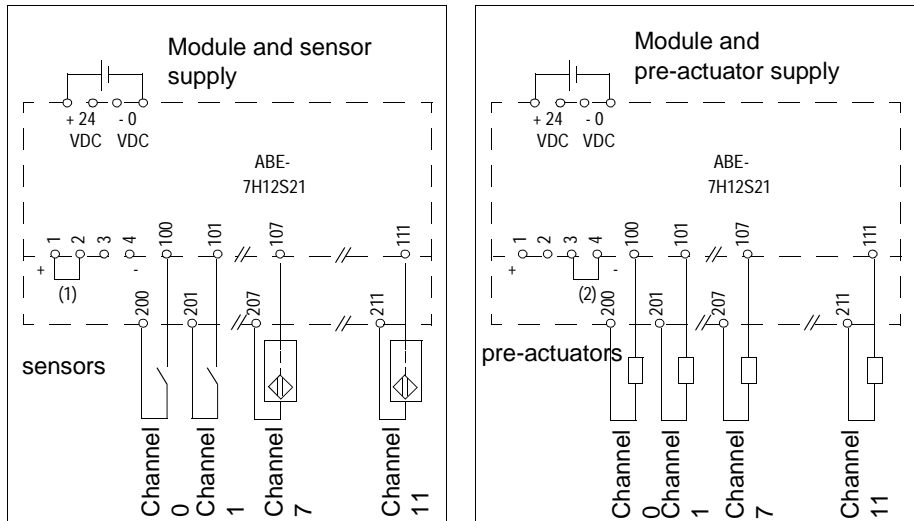 Module and sensor
supply
+ 24
VDC
- 0
VDC
ABE-
7H12S21
1
2
3
4
100
101
107
111
+
-
(1)
200
201
207
211
sensors
Channel
0
Channel
1
Channel
7
Channel
11
Module and
pre-actuator supply
+ 24
VDC
- 0
VDC
ABE-
7H12S21
1
2
3
4
100
101
107
111
+
-
(2)
200
201
207
211
pre-actuators
Channel
0
Channel
1
Channel
7
Channel
11